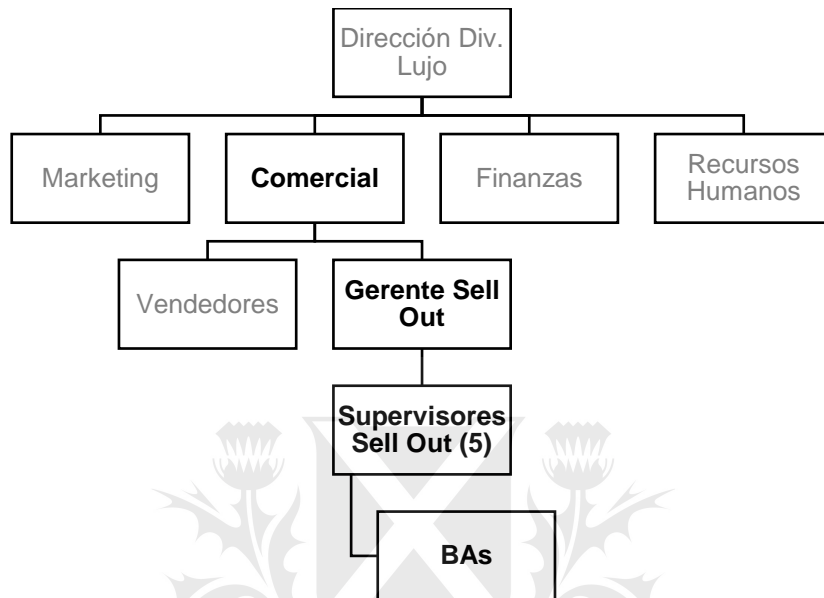 Dirección Div.
Lujo
Marketing
Comercial
Finanzas
Recursos
Humanos
Vendedores
Gerente Sell
Out
Supervisores
Sell Out (5)
BAs